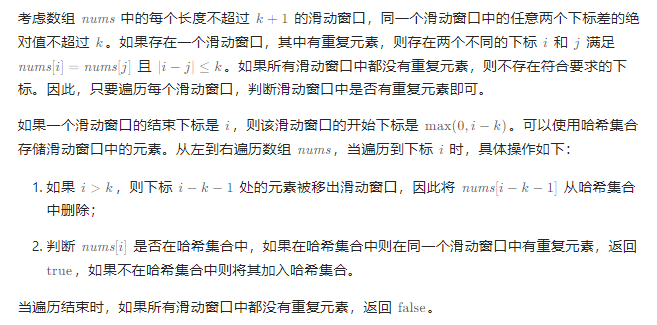 考虑数组 nums 中的每个长度不超过 k + 1 的滑动窗口，同一个滑动窗口中的任意两个下标差的绝
对值不超过 k。如果存在一个滑动窗口，其中有重复元素，则存在两个不同的下标 i 和 j 满足
nums[i] = nums[j] 且 |i − j| ≤ k。如果所有滑动窗口中都没有重复元素，则不存在符合要求的下
标。因此，只要遍历每个滑动窗口，判断滑动窗口中是否有重复元素即可。
如果一个滑动窗口的结束下标是 i，则该滑动窗口的开始下标是 max(0, i − k)。可以使用哈希集合
存储滑动窗口中的元素。从左到右遍历数组 nums，当遍历到下标 i 时，具体操作如下：
1. 如果 i > k，则下标 i − k − 1 处的元素被移出滑动窗口，因此将 nums[i − k − 1] 从哈希集合
中删除；
2. 判断 nums[i] 是否在哈希集合中，如果在哈希集合中则在同一个滑动窗口中有重复元素，返回
true，如果不在哈希集合中则将其加入哈希集合。
当遍历结束时，如果所有滑动窗口中都没有重复元素，返回 false。